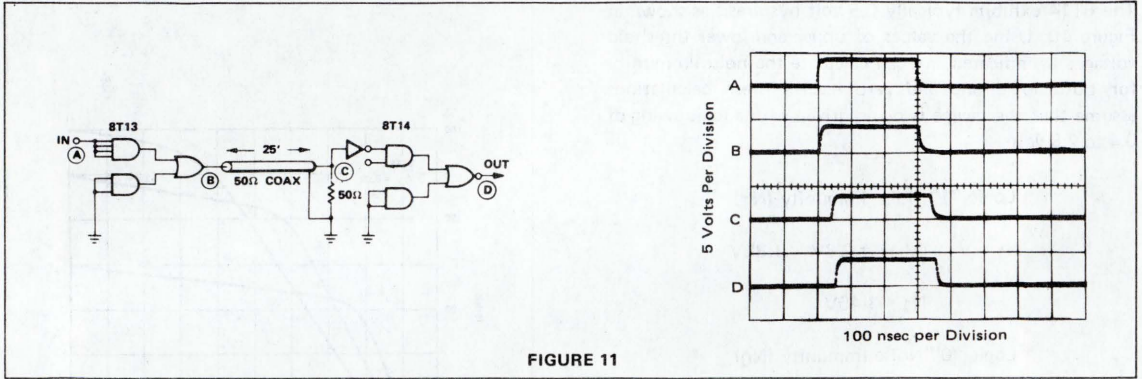 8T13
IN
A
B
25'
50Ω COAX
C
50Ω
8T14
OUT
D
5 Volts Per Division
A
B
C
D
100 nsec per Division
FIGURE 11